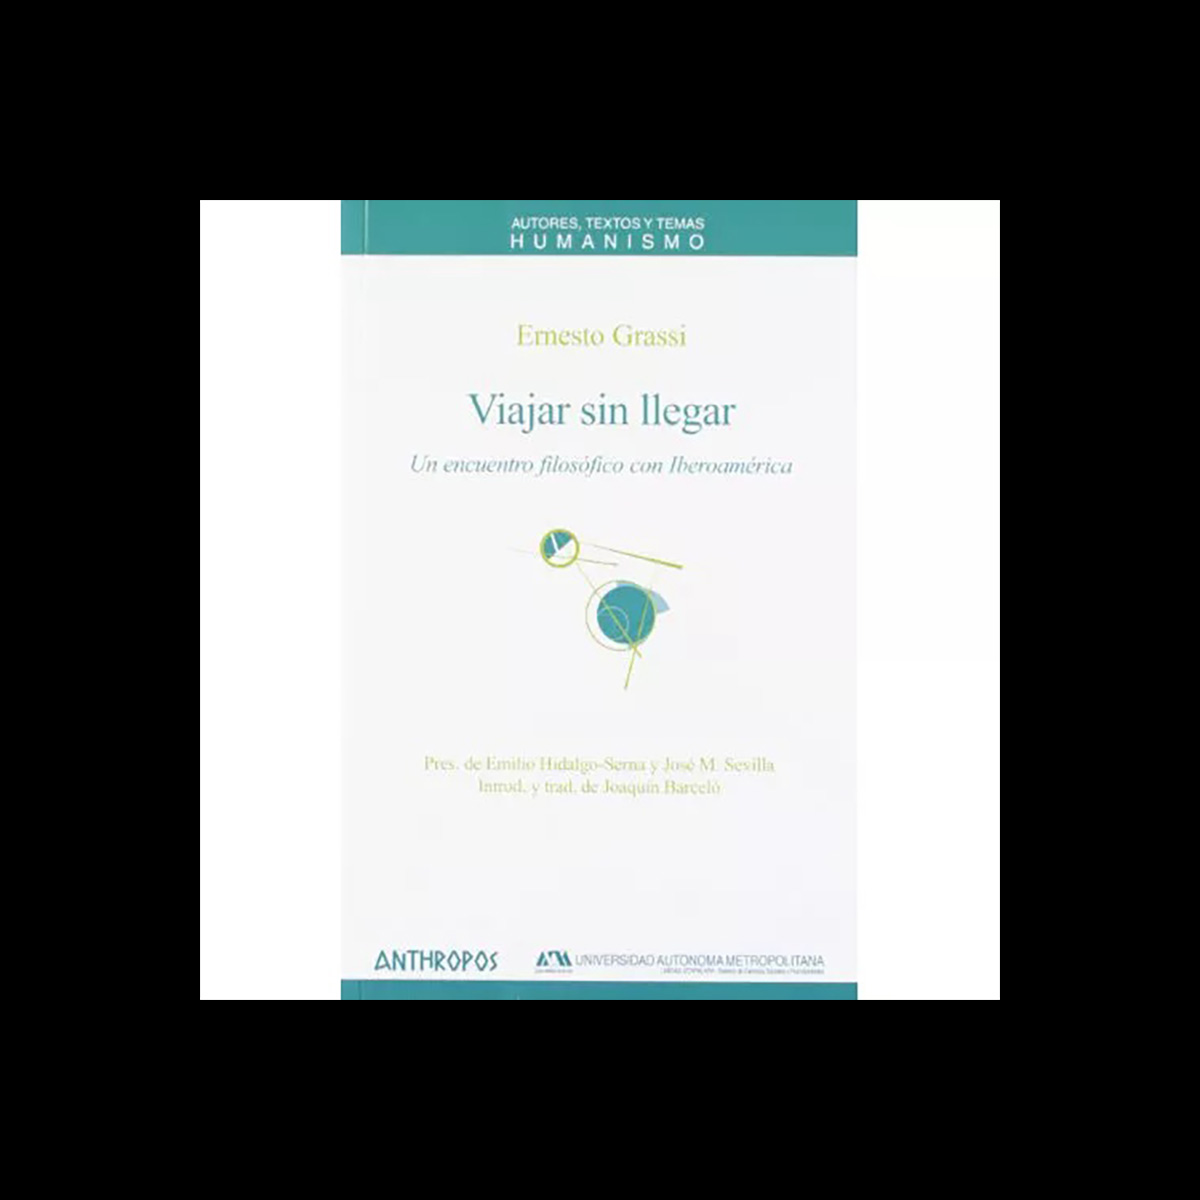 AUTORES, TEXTOS Y TEMAS
HUMANISMO
Ernesto Grassi
Viajar sin llegar
Un encuentro filosófico con Iberoamérica
Pres. de Emilio Hidalgo-Serna y José M. Sevilla
Introd. y trad. de Joaquín Barceló
ANTHROPOS
UNIVERSIDAD AUTONOMA METROPOLITANA